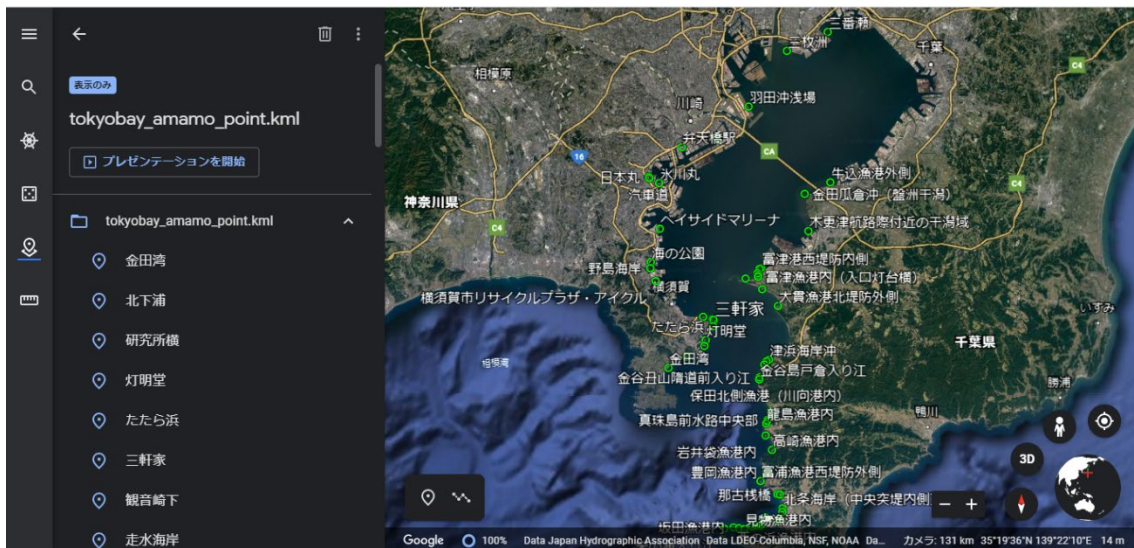 表示のみ
tokyobay_amamo_point.kml
プレゼンテーションを開始
tokyobay_amamo_point.kml
金田湾
北下浦
研究所横
灯明堂
たたら浜
三軒家
観音崎下
走水海岸
三番瀬
三枚洲
千葉
相模原
C4
川崎
羽田沖浅場
弁天橋駅
16
CA
日本丸
氷川丸
汽車道
牛込漁港外側
金田瓜倉沖（盤洲干潟）
C4
神奈川県
C4
ベイサイドマリーナ
木更津航路際付近の干潟域
海の公園
富津港西堤防内側
野島海岸
富津漁港内（入口灯台横）
横須賀
横須賀市リサイクルプラザ・アイクル
大貫漁港北堤防外側
三軒家
いすみ
たたら浜
灯明堂
千葉県
相模湾
金田湾
津浜海岸沖
金谷島戸倉入り江
金谷丑山隋道前入り江
勝浦
保田北側漁港（川向港内）
真珠島前水路中央部
龍島漁港内
鴨川
岩井袋漁港内
高崎漁港内
豊岡漁港内
富浦漁港西堤防外側
3D
那古桟橋
北条海岸（中央突堤内側
見物漁港内
坂田漁港内
Google
100%
Data Japan Hydrographic Association Data LDEO-Columbia, NSF, NOAA Da...
カメラ: 131 km 35°19'36"N 139°22'10"E 14 m